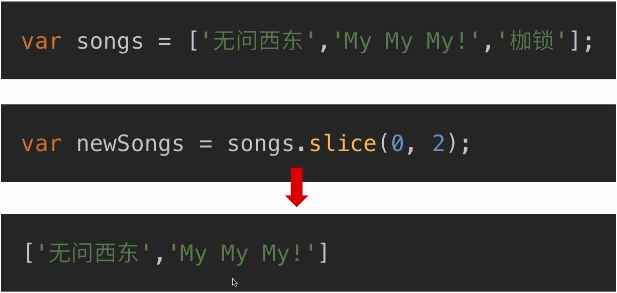 var songs = ['无问西东','My My My!','枷锁'];
var newSongs = songs.slice(0, 2);
['无问西东','My My My!']